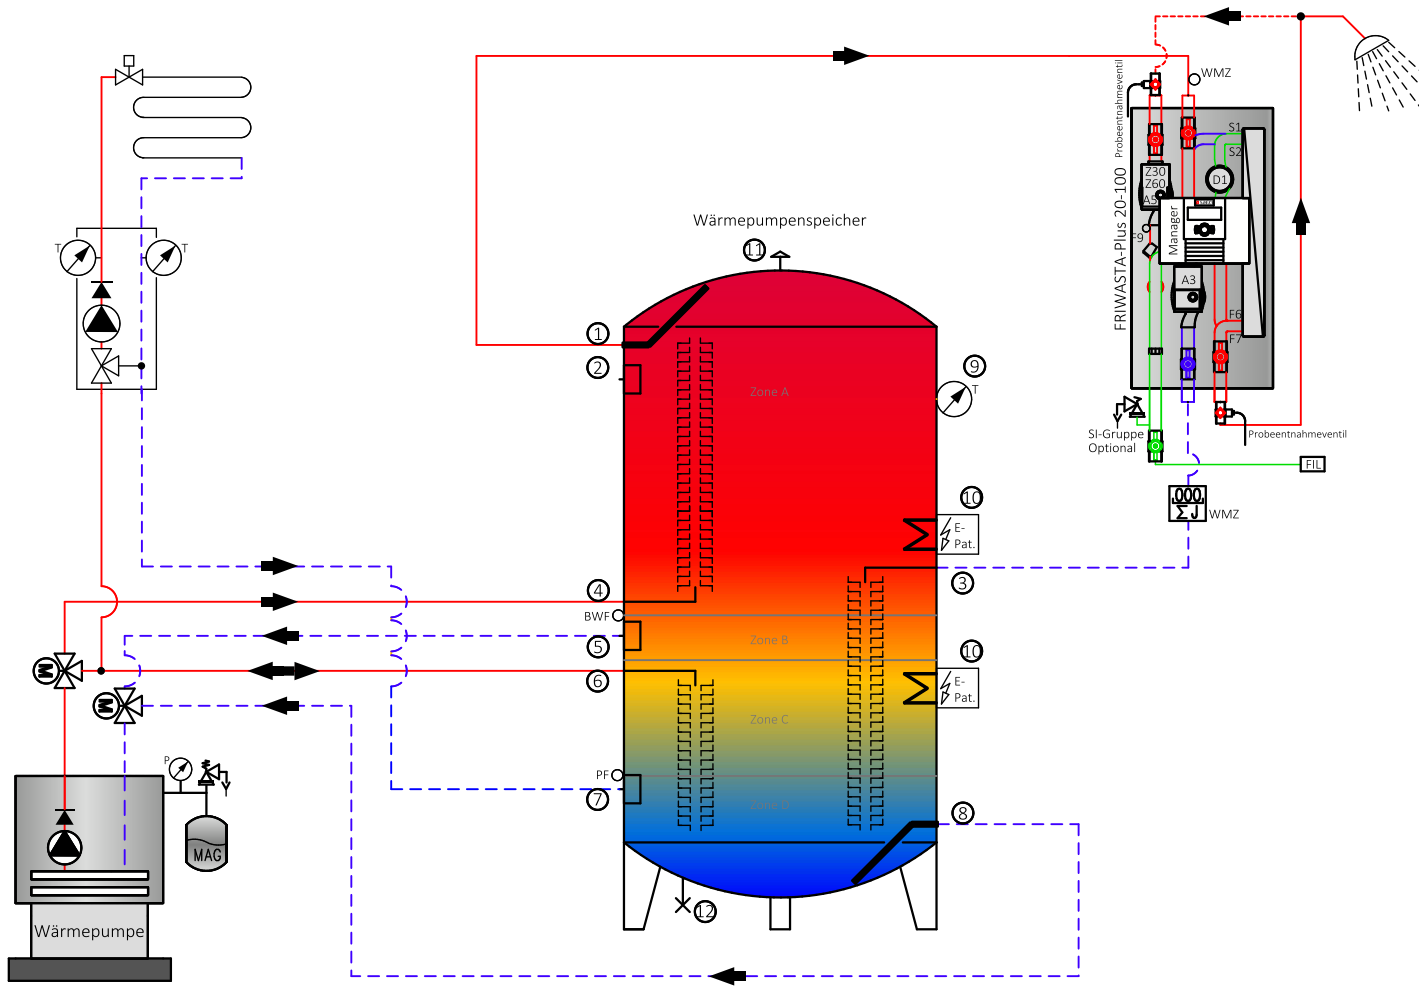 WMZ
Probeentnahmeventil
S1
S2
Z30
Z60
D1
A5
FRIWASTA-Plus 20-100
Manager
F9
A3
F6
F7
T
T
Wärmepumpenspeicher
11
1
2
Zone A
9
T
SI-Gruppe
Optional
Probeentnahmeventil
FIL
000
ΣJ
WMZ
10
E-
Pat.
4
3
BWF
Zone B
5
10
6
E-
Pat.
M
M
Zone C
P
PF
7
Zone D
8
MAG
12
Wärmepumpe